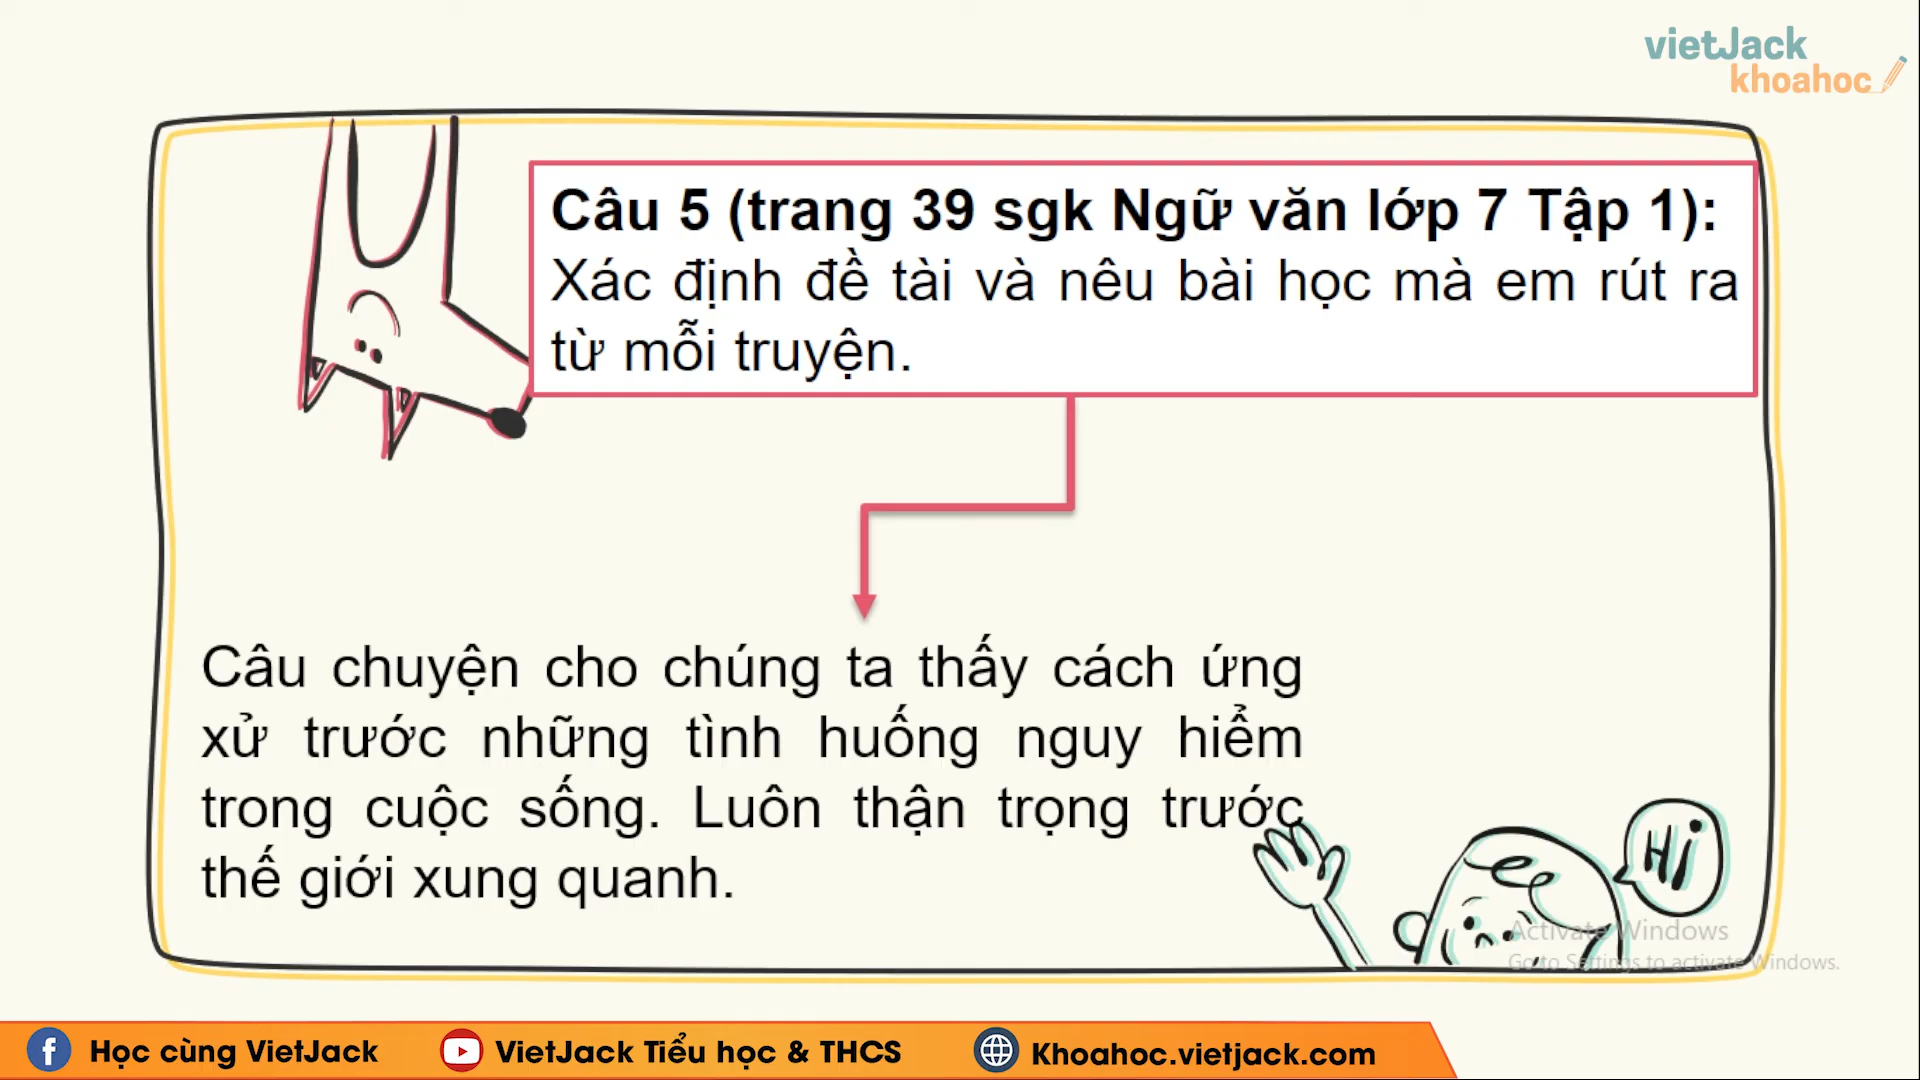 vietJack
khoahoc
Câu 5 (trang 39 sgk Ngữ văn lớp 7 Tập 1):
Xác định đề tài và nêu bài học mà em rút ra
từ mỗi truyện.
Câu chuyện cho chúng ta thấy cách ứng
xử trước những tình huống nguy hiểm
trong cuộc sống. Luôn thận trọng trước
thế giới xung quanh.
Hi
Activate Windows
Go to Settings to activate Windows.
Học cùng VietJack
VietJack Tiểu học & THCS
Khoahoc.vietjack.com